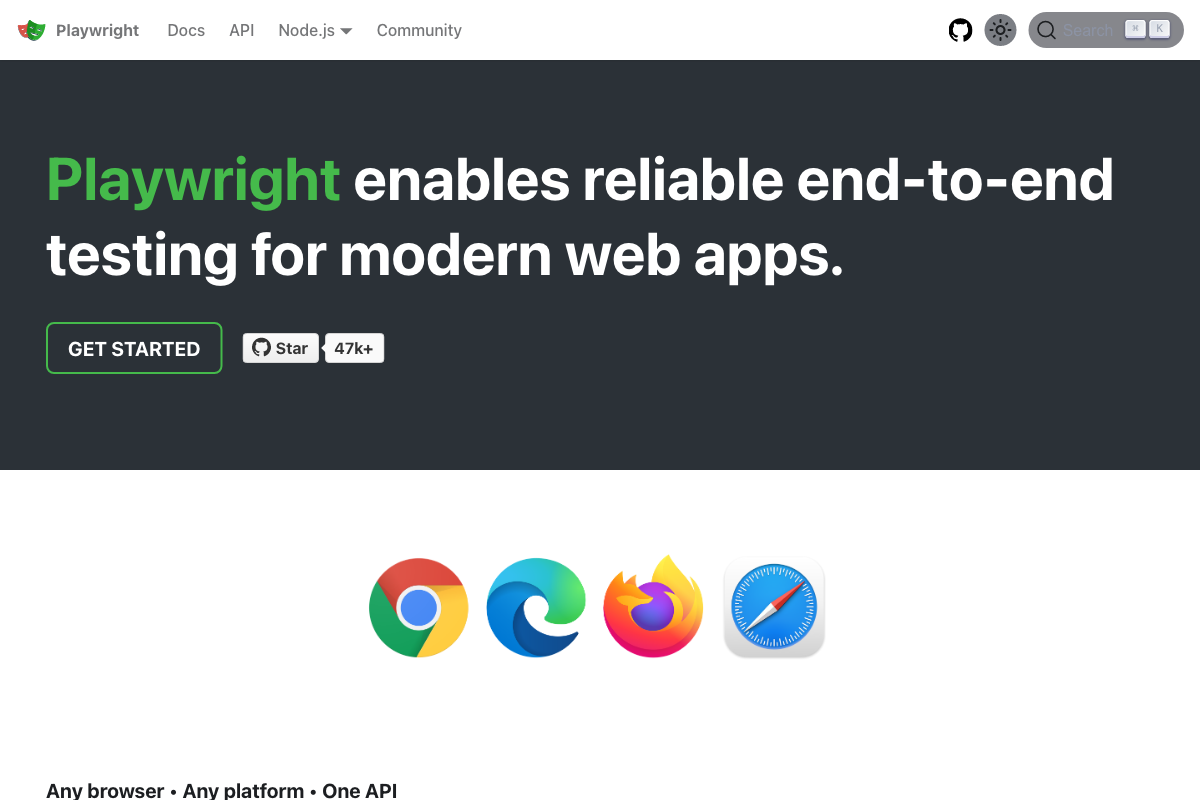 Playwright Docs API Node.js Community Search ⌘ K
Playwright enables reliable end-to-end
testing for modern web apps.
GET STARTED Star 47k+
Any browser • Any platform • One API